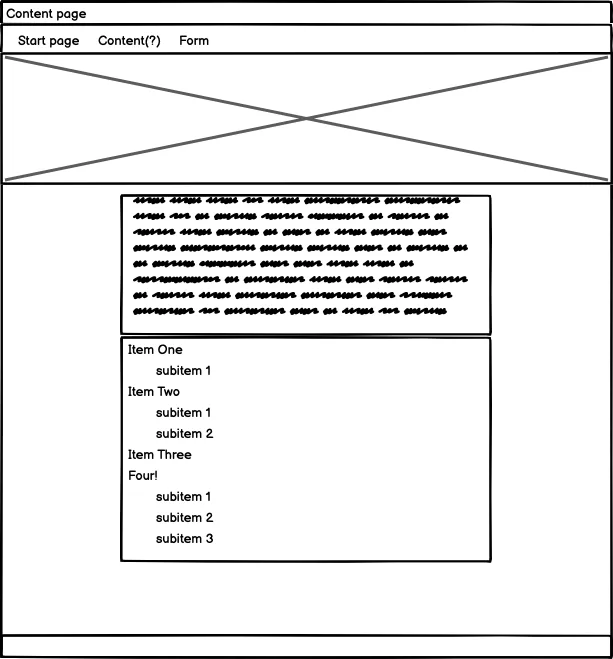 Content page
Start page Content(?) Form
Item One
subitem 1
Item Two
subitem 1
subitem 2
Item Three
Four!
subitem 1
subitem 2
subitem 3